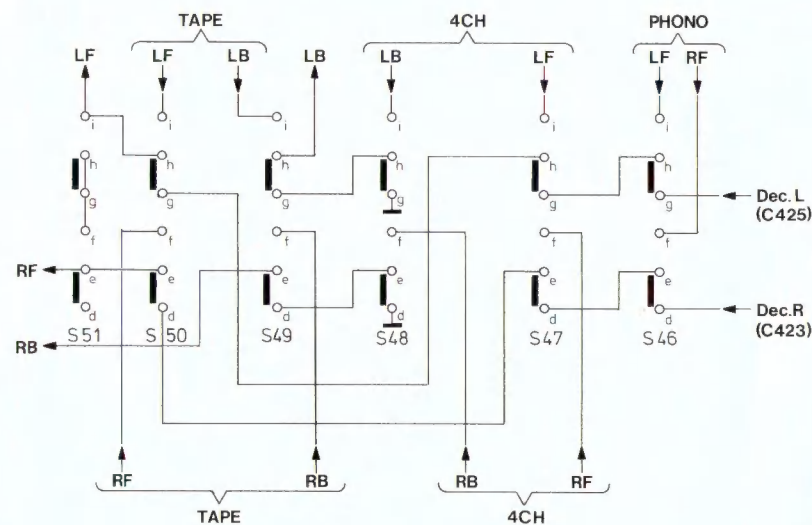 TAPE 4CH PHONO
LF LF LB LB LB LF LF RF
i i i i i i
h h h h h h
g g g g g g Dec. L
(C425)
f f f f f f
RF e e e e e e
d d d d d d Dec. R
(C423)
S51 S50 S49 S48 S47 S46
RB
RF RB RB RF
TAPE 4CH